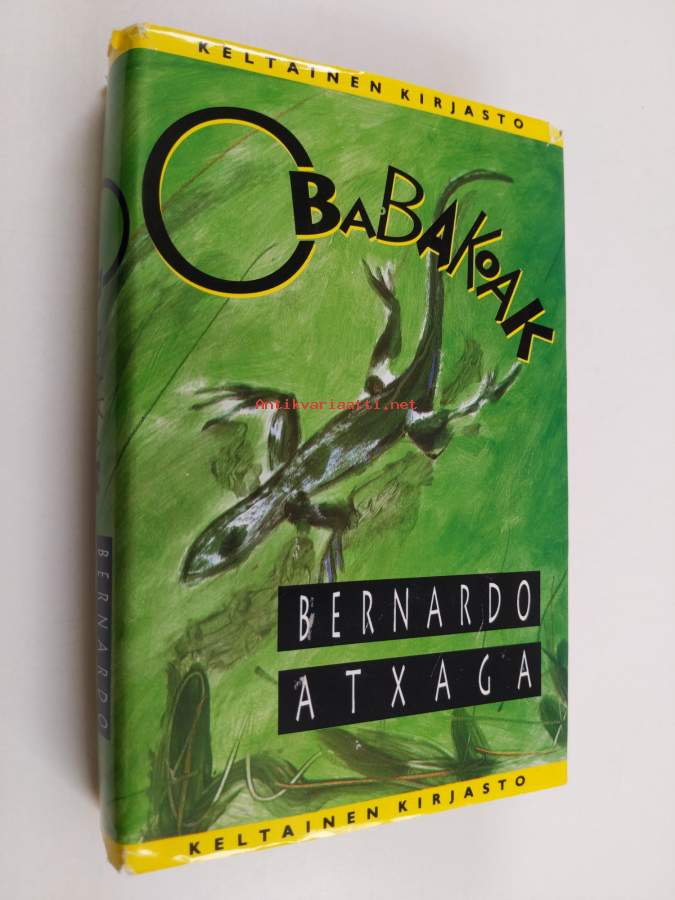 KELTAINEN KIRJASTO
OBABAKOAK
Antikvariaatti.net
BERNARDO
ATXAGA
KELTAINEN KIRJASTO
BERNARDO